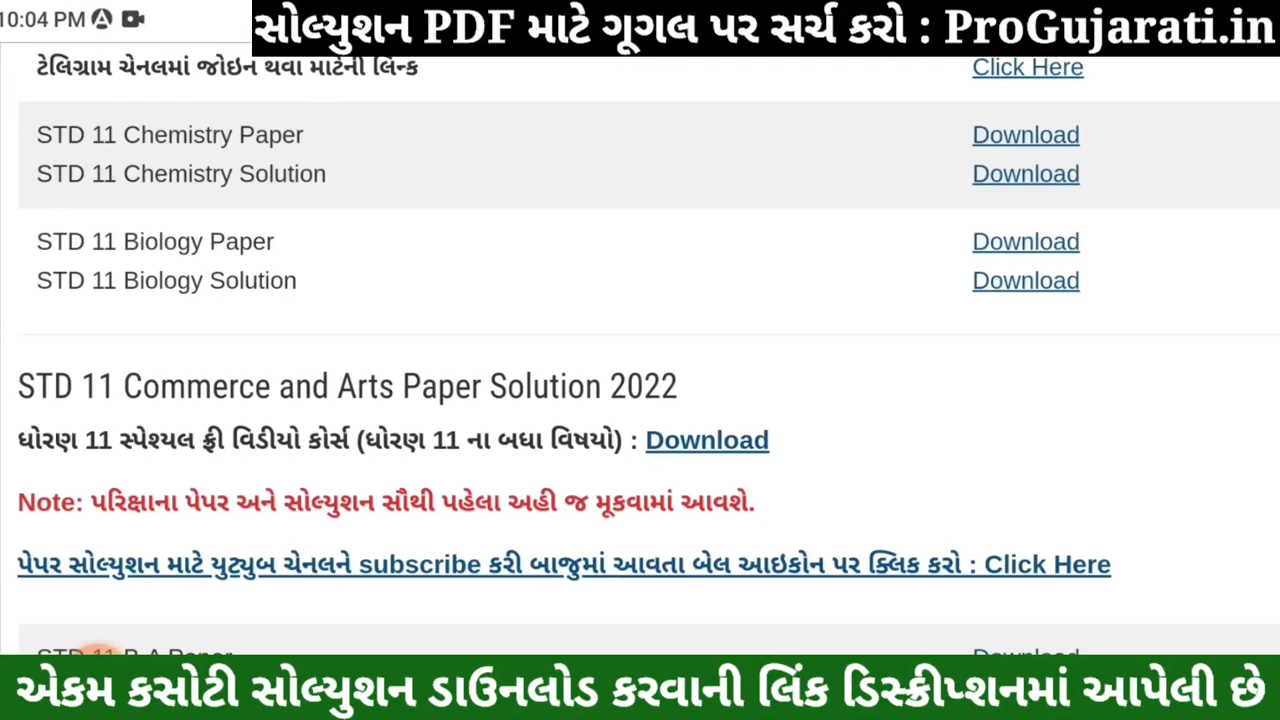 10:04 PM
સોલ્યુશન PDF માટે ગૂગલ પર સર્ચ કરો : ProGujarati.in
ટેલિગ્રામ ચેનલમાં જોઇન થવા માટેની લિન્ક Click Here
STD 11 Chemistry Paper Download
STD 11 Chemistry Solution Download
STD 11 Biology Paper Download
STD 11 Biology Solution Download
STD 11 Commerce and Arts Paper Solution 2022
ધોરણ 11 સ્પેશ્યલ ફ્રી વિડીયો કોર્સ (ધોરણ 11 ના બધા વિષયો) : Download
Note: પરિક્ષાના પેપર અને સોલ્યુશન સૌથી પહેલા અહી જ મૂકવામાં આવશે.
પેપર સોલ્યુશન માટે યુટ્યુબ ચેનલને subscribe કરી બાજુમાં આવતા બેલ આઇકોન પર ક્લિક કરો : Click Here
STD 11 B.A Paper Download
એકમ કસોટી સોલ્યુશન ડાઉનલોડ કરવાની લિંક ડિસ્ક્રીપ્શનમાં આપેલી છે